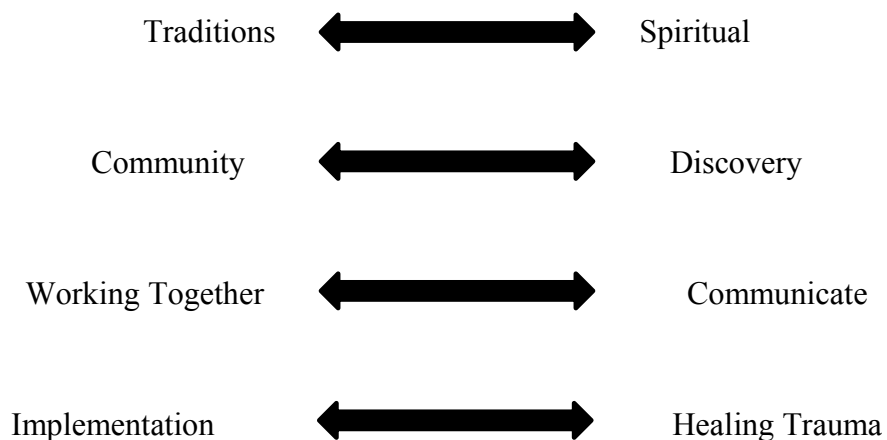 Traditions Spiritual
Community Discovery
Working Together Communicate
Implementation Healing Trauma